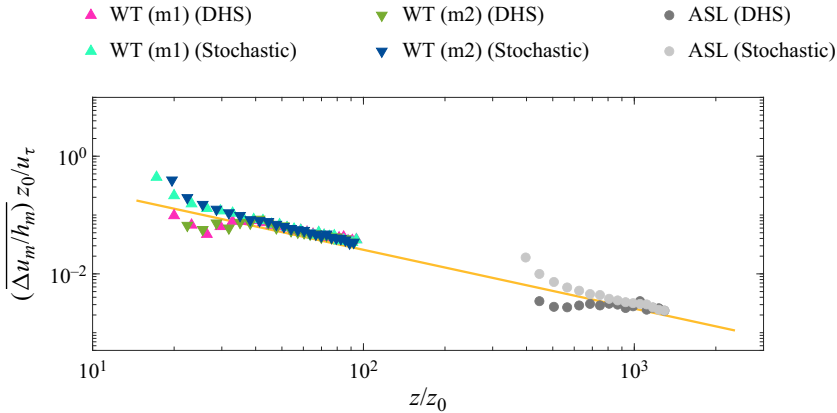 WT (m1) (DHS) WT (m2) (DHS) ASL (DHS)
WT (m1) (Stochastic) WT (m2) (Stochastic) ASL (Stochastic)
(Δu_m/h_m) z_0/u_τ
10^0
10^−2
10^1 10^2 10^3
z/z_0